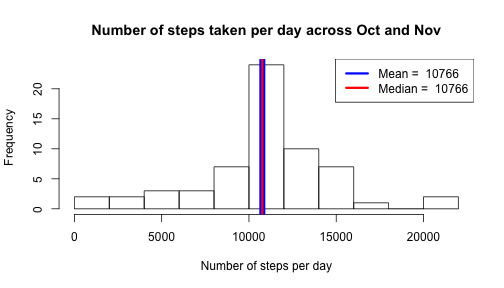 Number of steps taken per day across Oct and Nov
Mean =  10766
Median =  10766
Frequency
20
15
10
5
0
0
5000
10000
15000
20000
Number of steps per day